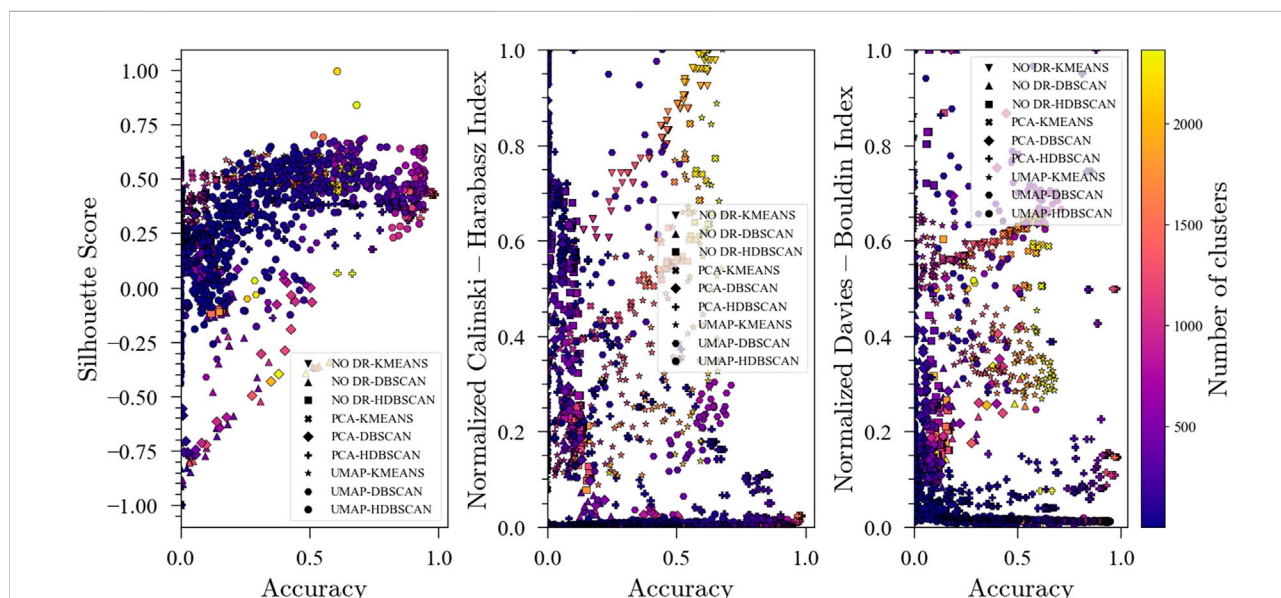 1.00
0.75
0.50
0.25
0.00
−0.25
−0.50
−0.75
−1.00
Silhouette Score
0.0
0.5
1.0
Accuracy
NO DR-KMEANS
NO DR-DBSCAN
NO DR-HDBSCAN
PCA-KMEANS
PCA-DBSCAN
PCA-HDBSCAN
UMAP-KMEANS
UMAP-DBSCAN
UMAP-HDBSCAN
1.0
0.8
0.6
0.4
0.2
0.0
Normalized Calinski − Harabasz Index
0.0
0.5
1.0
Accuracy
NO DR-KMEANS
NO DR-DBSCAN
NO DR-HDBSCAN
PCA-KMEANS
PCA-DBSCAN
PCA-HDBSCAN
UMAP-KMEANS
UMAP-DBSCAN
UMAP-HDBSCAN
1.0
0.8
0.6
0.4
0.2
0.0
Normalized Davies − Bouldin Index
0.0
0.5
1.0
Accuracy
NO DR-KMEANS
NO DR-DBSCAN
NO DR-HDBSCAN
PCA-KMEANS
PCA-DBSCAN
PCA-HDBSCAN
UMAP-KMEANS
UMAP-DBSCAN
UMAP-HDBSCAN
2000
1500
1000
500
Number of clusters